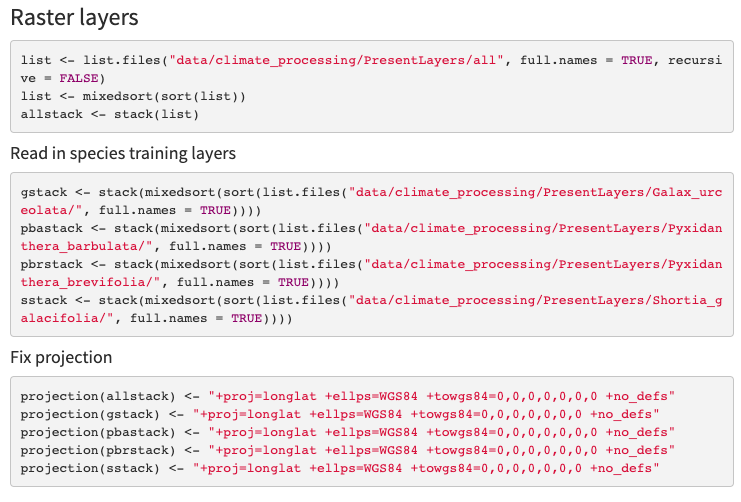 Raster layers
list <- list.files("data/climate_processing/PresentLayers/all", full.names = TRUE, recursi
ve = FALSE)
list <- mixedsort(sort(list))
allstack <- stack(list)
Read in species training layers
gstack <- stack(mixedsort(sort(list.files("data/climate_processing/PresentLayers/Galax_urc
eolata/", full.names = TRUE))))
pbastack <- stack(mixedsort(sort(list.files("data/climate_processing/PresentLayers/Pyxidan
thera_barbulata/", full.names = TRUE))))
pbrstack <- stack(mixedsort(sort(list.files("data/climate_processing/PresentLayers/Pyxidan
thera_brevifolia/", full.names = TRUE))))
sstack <- stack(mixedsort(sort(list.files("data/climate_processing/PresentLayers/Shortia_g
alacifolia/", full.names = TRUE))))
Fix projection
projection(allstack) <- "+proj=longlat +ellps=WGS84 +towgs84=0,0,0,0,0,0,0 +no_defs"
projection(gstack) <- "+proj=longlat +ellps=WGS84 +towgs84=0,0,0,0,0,0,0 +no_defs"
projection(pbastack) <- "+proj=longlat +ellps=WGS84 +towgs84=0,0,0,0,0,0,0 +no_defs"
projection(pbrstack) <- "+proj=longlat +ellps=WGS84 +towgs84=0,0,0,0,0,0,0 +no_defs"
projection(sstack) <- "+proj=longlat +ellps=WGS84 +towgs84=0,0,0,0,0,0,0 +no_defs"